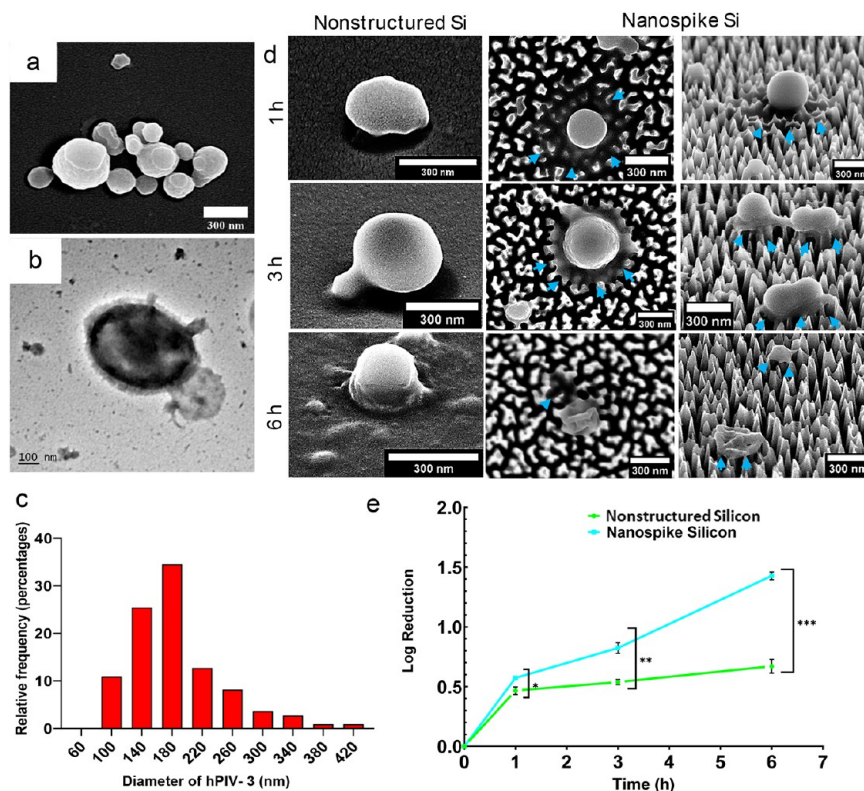 Nonstructured Si
Nanospike Si
a
300 nm
b
100 nm
d
1 h
300 nm
300 nm
300 nm
3 h
300 nm
300 nm
300 nm
6 h
300 nm
300 nm
300 nm
c
Relative frequency (percentages)
40
30
20
10
0
60
100
140
180
220
260
300
340
380
420
Diameter of hPIV- 3 (nm)
e
Log Reduction
2.0
1.5
1.0
0.5
0.0
Nonstructured Silicon
Nanospike Silicon
*
**
***
0
1
2
3
4
5
6
7
Time (h)